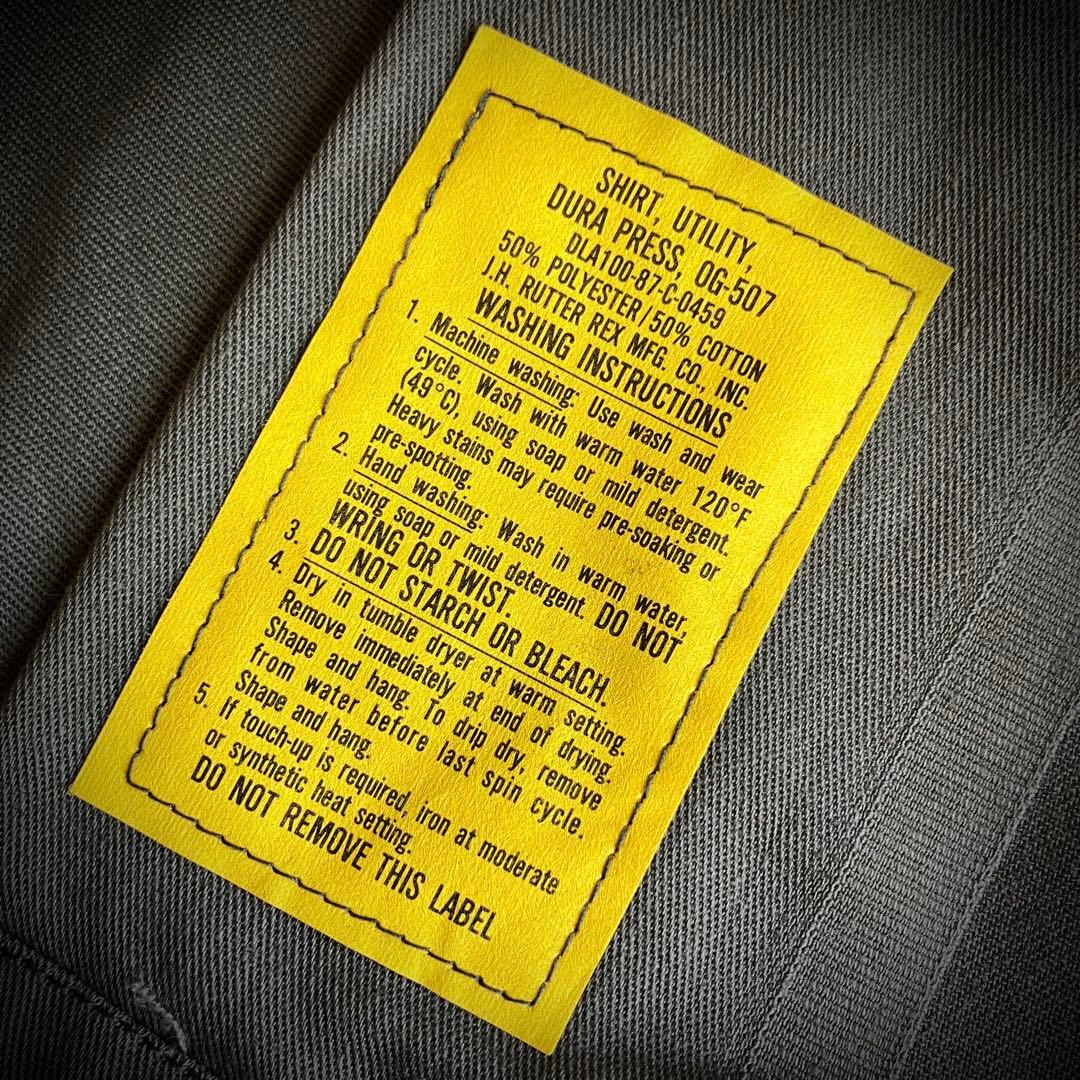 SHIRT, UTILITY,
DURA PRESS, OG-507
DLA100-87-C-0459
50% POLYESTER/50% COTTON
J.H. RUTTER REX MFG. CO., INC.
WASHING INSTRUCTIONS
1. Machine washing: Use wash and wear
cycle. Wash with warm water 120°F
(49°C), using soap or mild detergent.
Heavy stains may require pre-soaking or
pre-spotting.
2. Hand washing: Wash in warm water,
using soap or mild detergent. DO NOT
WRING OR TWIST.
3. DO NOT STARCH OR BLEACH.
4. Dry in tumble dryer at warm setting.
Remove immediately at end of drying.
Shape and hang. To drip dry, remove
from water before last spin cycle.
Shape and hang.
5. If touch-up is required, iron at moderate
or synthetic heat setting.
DO NOT REMOVE THIS LABEL